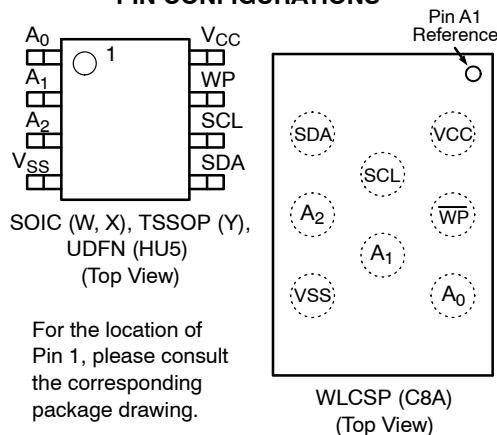 PIN CONFIGURATIONS
A0
VCC
1
A1
WP
A2
SCL
VSS
SDA
SOIC (W, X), TSSOP (Y),
UDFN (HU5)
(Top View)
For the location of
Pin 1, please consult
the corresponding
package drawing.
Pin A1
Reference
SDA
VCC
SCL
A2
WP
A1
VSS
A0
WLCSP (C8A)
(Top View)